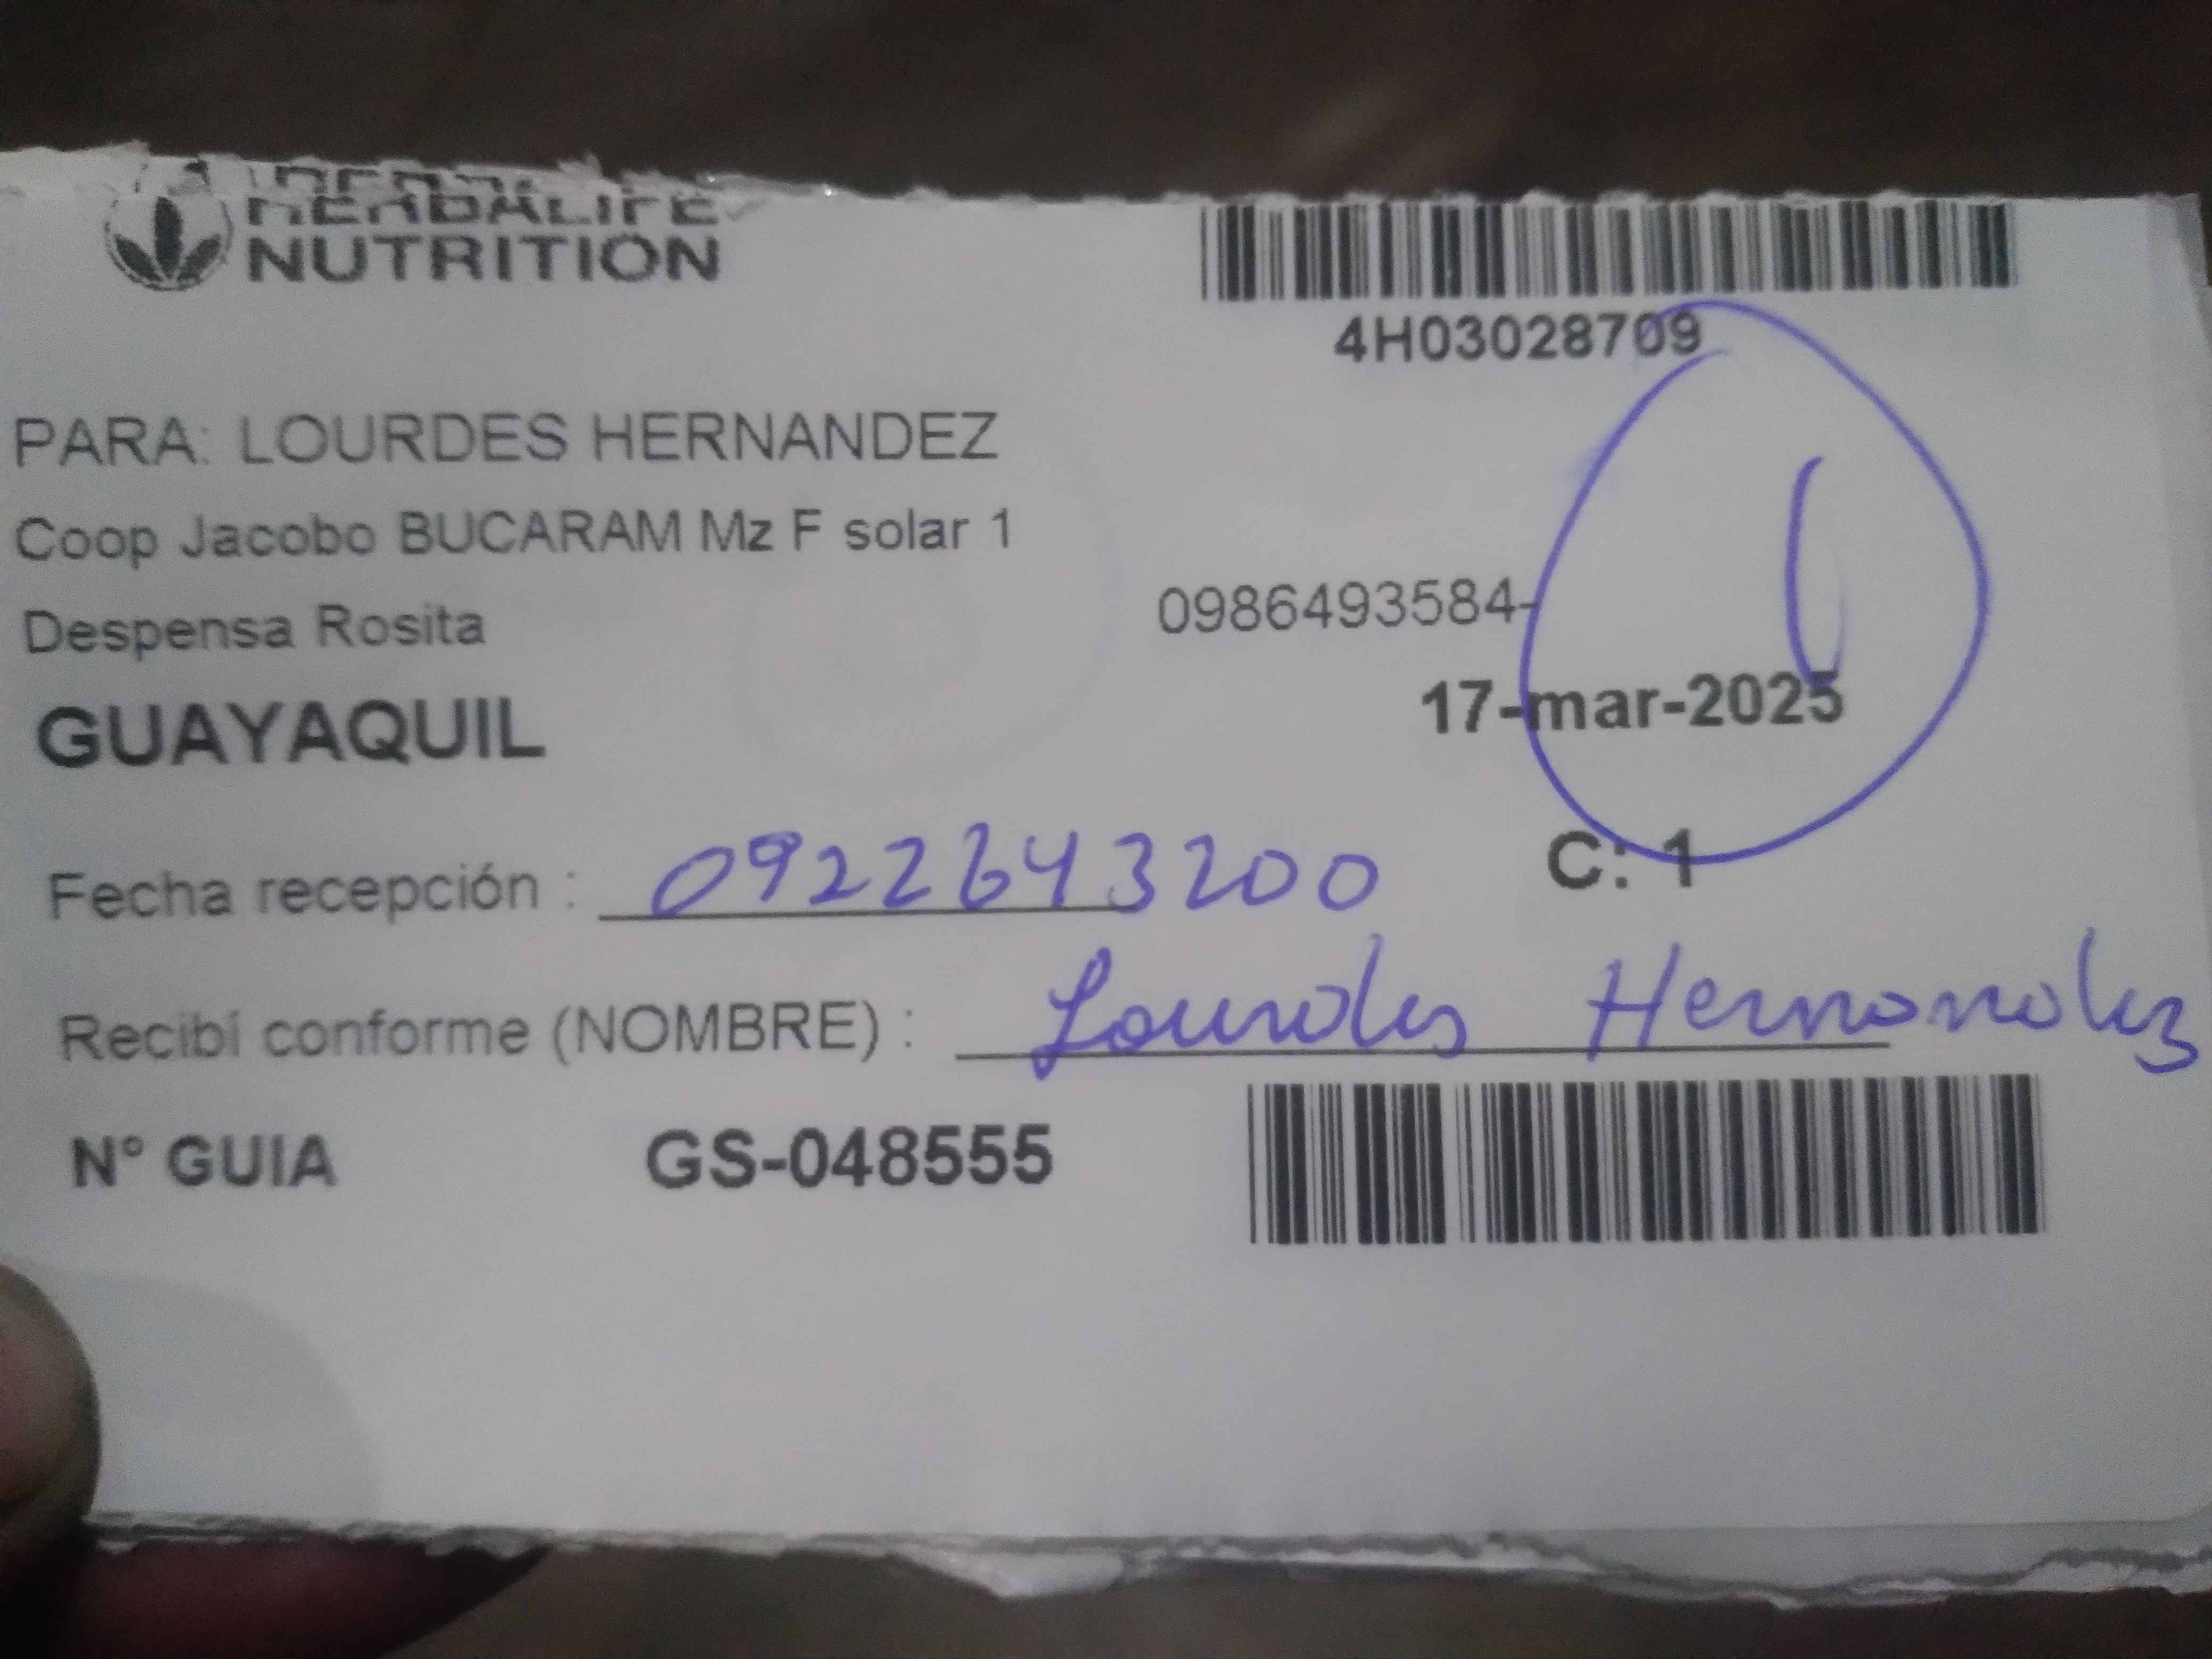 HERBALIFE
NUTRITION
4H03028709
PARA: LOURDES HERNANDEZ
Coop Jacobo BUCARAM Mz F solar 1
Despensa Rosita
0986493584-
GUAYAQUIL
17-mar-2025
Fecha recepción : 0922643200
C: 1
Recibí conforme (NOMBRE) : Lourdes Hernandez
N° GUIA GS-048555